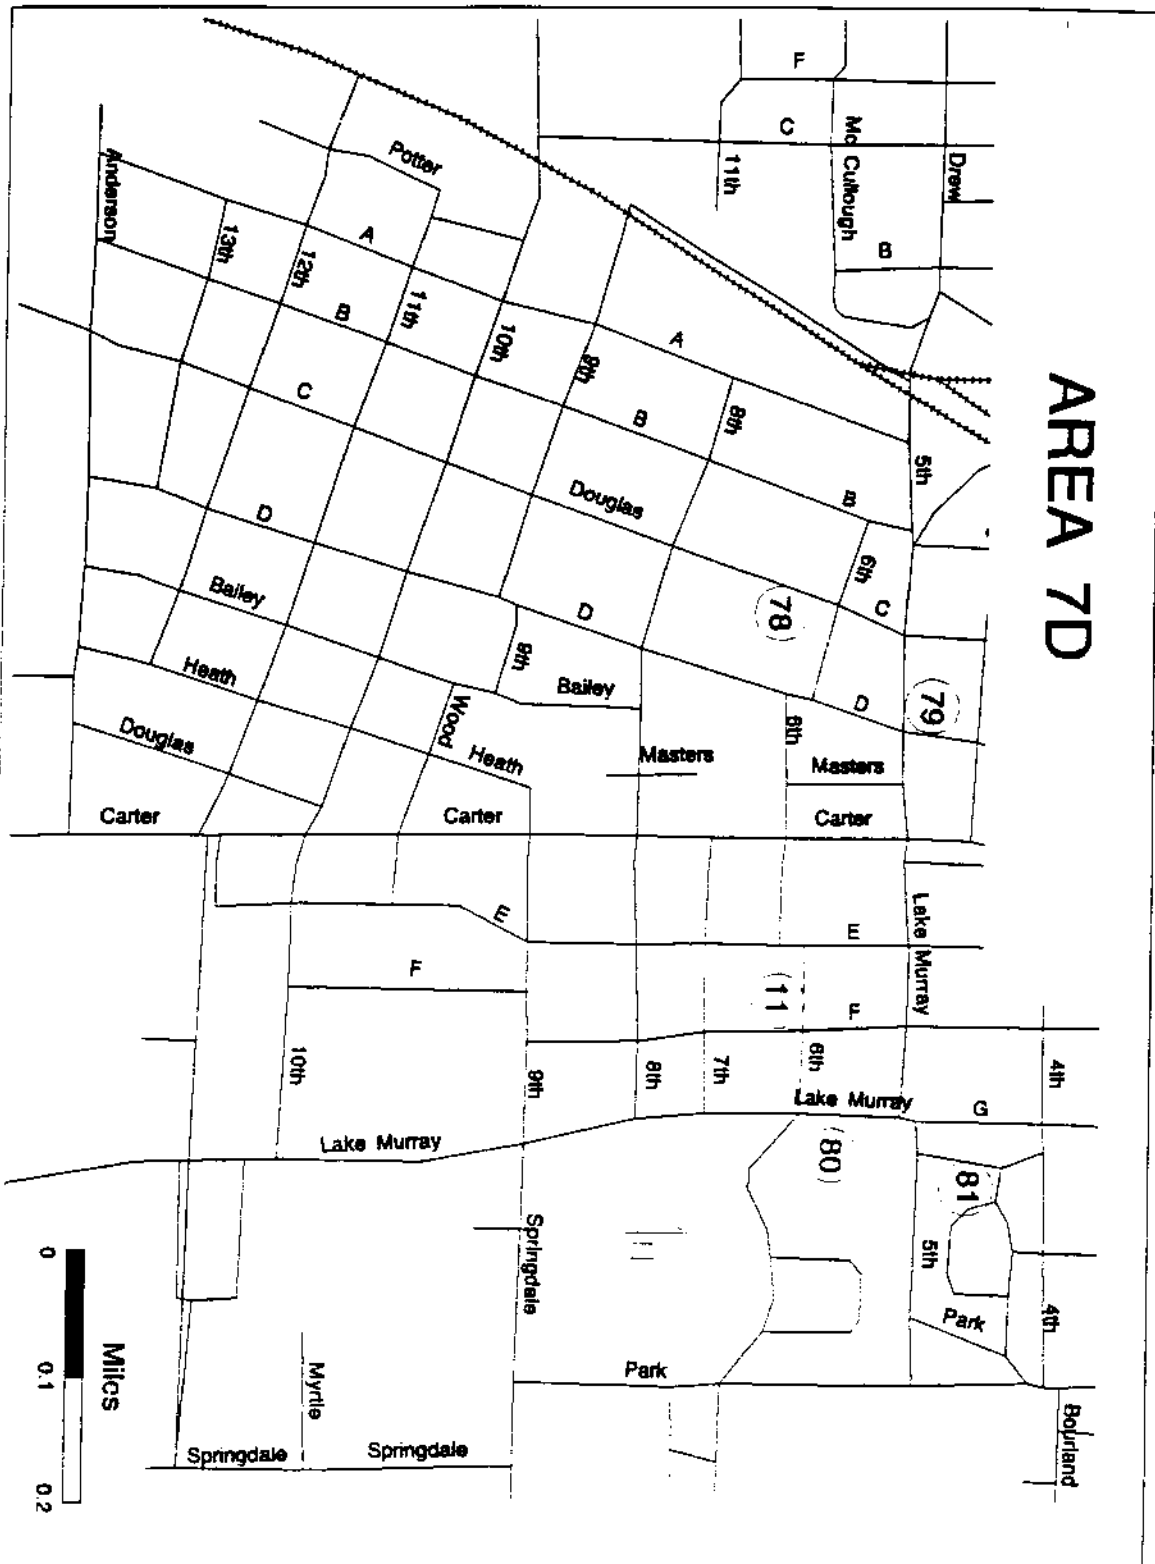 AREA 7D
F
C
11th
Mc Cullough
Drew
B
Potter
Anderson
13th
A
12th
B
11th
10th
C
9th
A
8th
B
5th
B
Douglas
6th
C
78
D
Bailey
D
79
D
9th
Bailey
Heath
Wood
Heath
Douglas
Masters
6th
Masters
Carter
Carter
Carter
E
E
Lake Murray
F
11
F
10th
9th
8th
7th
6th
4th
Lake Murray
G
Lake Murray
80
81
Springdale
5th
Park
4th
Park
Myrtle
Bourland
Springdale
Springdale
0
0.1
0.2
Miles